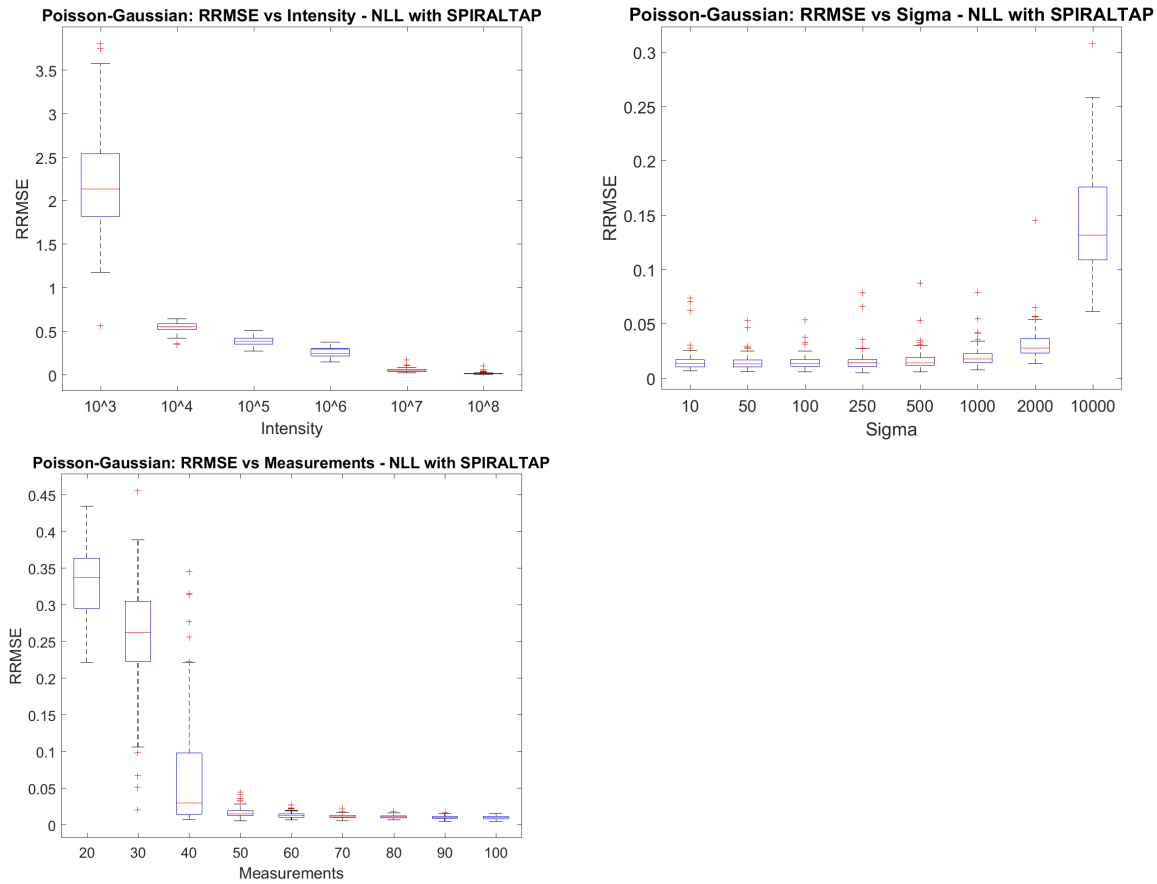 Poisson-Gaussian: RRMSE vs Intensity - NLL with SPIRALTAP
3.5
3
2.5
2
1.5
1
0.5
0
RRMSE
10^3 10^4 10^5 10^6 10^7 10^8
Intensity
Poisson-Gaussian: RRMSE vs Sigma - NLL with SPIRALTAP
0.3
0.25
0.2
0.15
0.1
0.05
0
RRMSE
10 50 100 250 500 1000 2000 10000
Sigma
Poisson-Gaussian: RRMSE vs Measurements - NLL with SPIRALTAP
0.45
0.4
0.35
0.3
0.25
0.2
0.15
0.1
0.05
0
RRMSE
20 30 40 50 60 70 80 90 100
Measurements